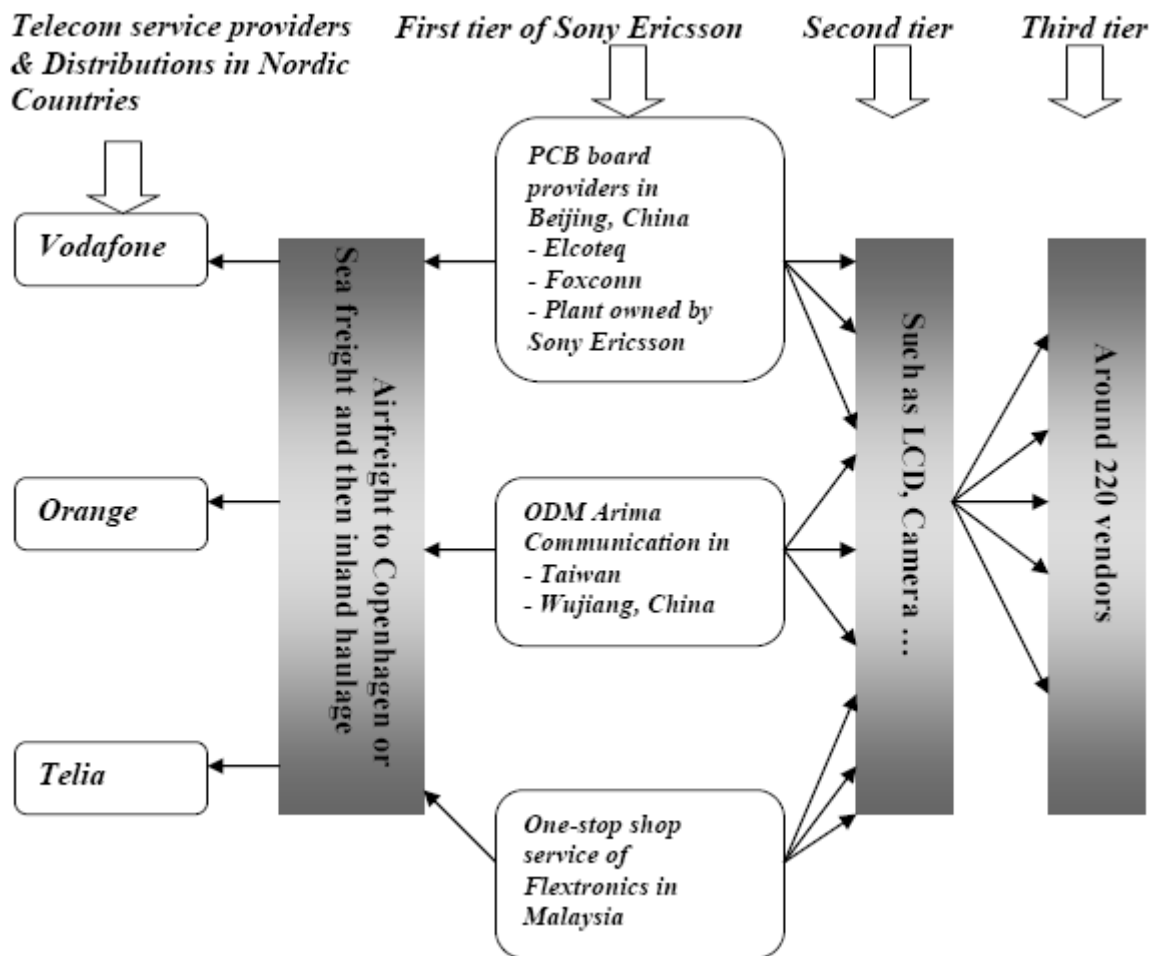 Telecom service providers
& Distributions in Nordic
Countries
First tier of Sony Ericsson
Second tier
Third tier
Vodafone
Orange
Telia
Airfreight to Copenhagen or
Sea freight and then inland haulage
PCB board
providers in
Beijing, China
- Elcoteq
- Foxconn
- Plant owned by
Sony Ericsson
ODM Arima
Communication in
- Taiwan
- Wujiang, China
One-stop shop
service of
Flextronics in
Malaysia
Such as LCD, Camera ...
Around 220 vendors